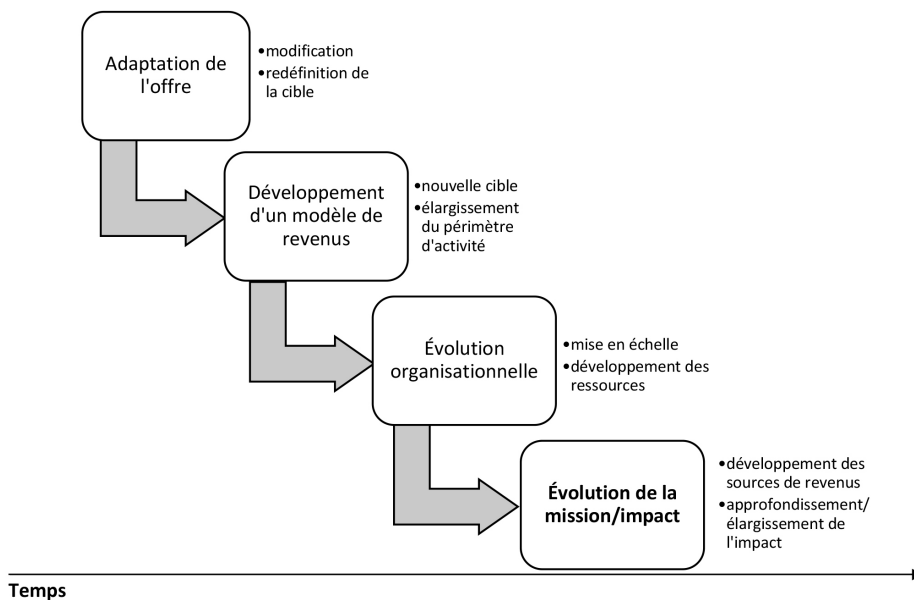 Adaptation de
l'offre
•modification
•redéfinition de
la cible
Développement
d'un modèle de
revenus
•nouvelle cible
•élargissement
du périmètre
d'activité
Évolution
organisationnelle
•mise en échelle
•développement des
ressources
Évolution de la
mission/impact
•développement des
sources de revenus
•approfondissement/
élargissement de
l'impact
Temps